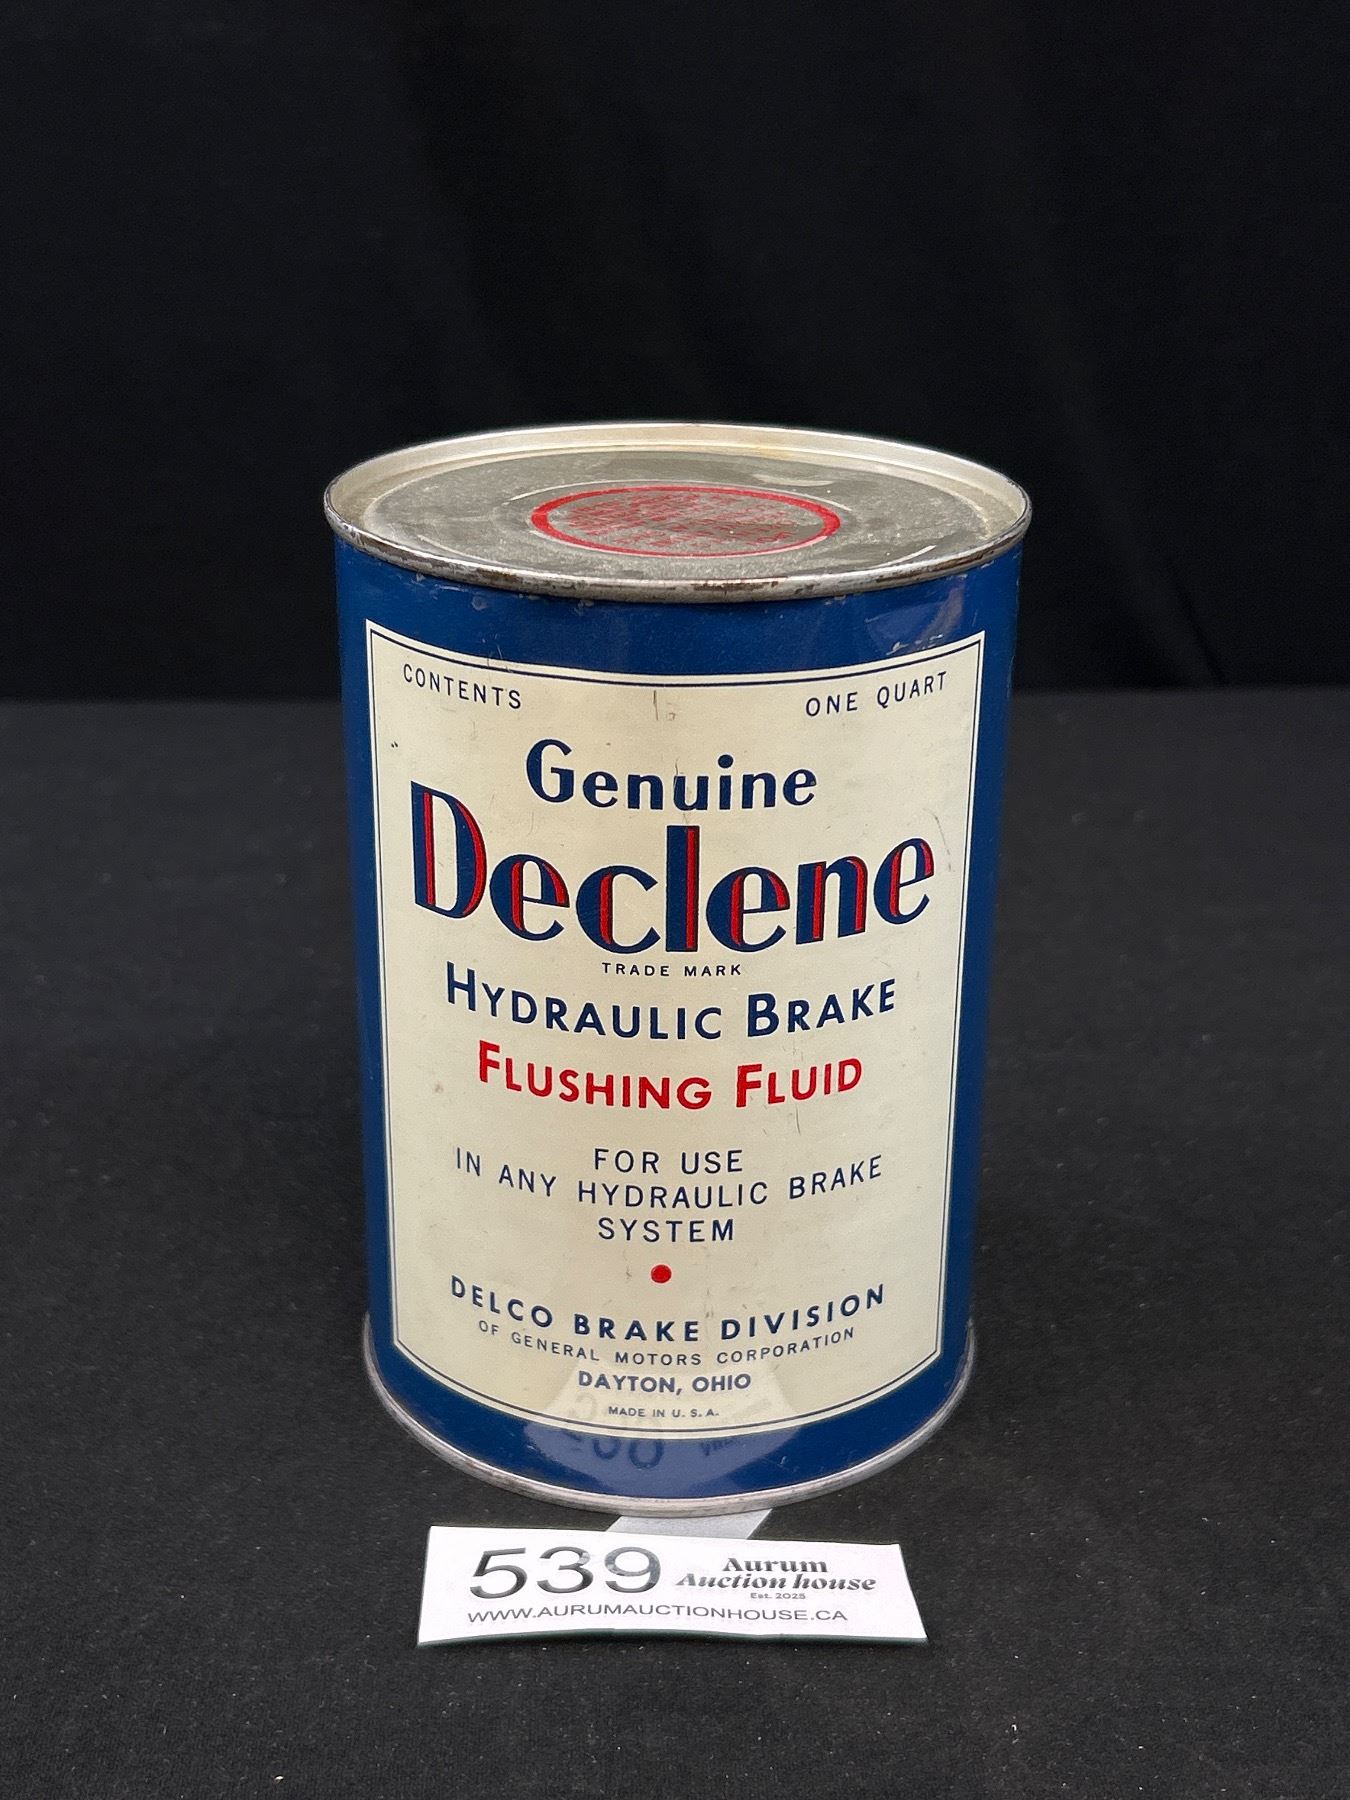 CONTENTS ONE QUART
Genuine
Declene
TRADE MARK
HYDRAULIC BRAKE
FLUSHING FLUID
FOR USE
IN ANY HYDRAULIC BRAKE
SYSTEM
DELCO BRAKE DIVISION
OF GENERAL MOTORS CORPORATION
DAYTON, OHIO
MADE IN U. S. A.
539 Aurum
Auction house
Est. 2025
WWW.AURUMAUCTIONHOUSE.CA